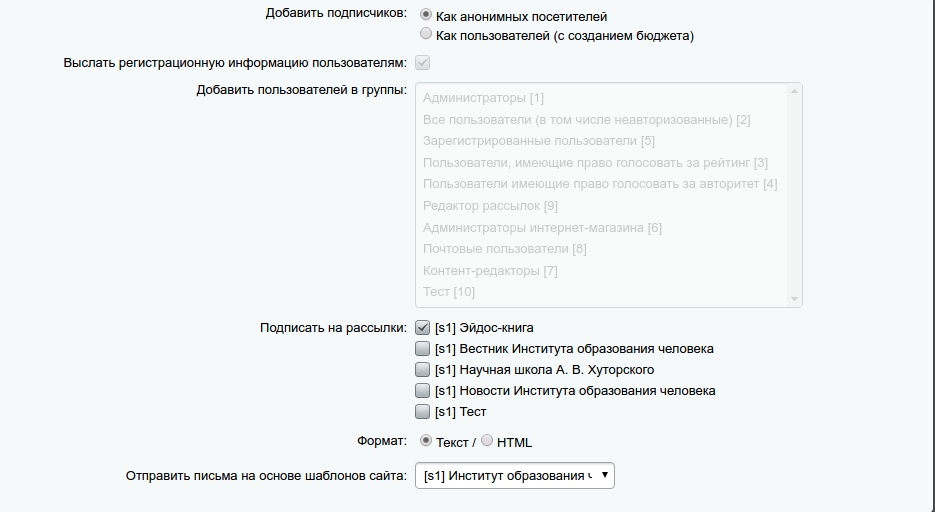 Добавить подписчиков: Как анонимных посетителей
Как пользователей (с созданием бюджета)
Выслать регистрационную информацию пользователям:
Добавить пользователей в группы:
Администраторы [1]
Все пользователи (в том числе неавторизованные) [2]
Зарегистрированные пользователи [5]
Пользователи, имеющие право голосовать за рейтинг [3]
Пользователи имеющие право голосовать за авторитет [4]
Редактор рассылок [9]
Администраторы интернет-магазина [6]
Почтовые пользователи [8]
Контент-редакторы [7]
Тест [10]
Подписать на рассылки: [s1] Эйдос-книга
[s1] Вестник Института образования человека
[s1] Научная школа А. В. Хуторского
[s1] Новости Института образования человека
[s1] Тест
Формат: Текст / HTML
Отправить письма на основе шаблонов сайта: [s1] Институт образования